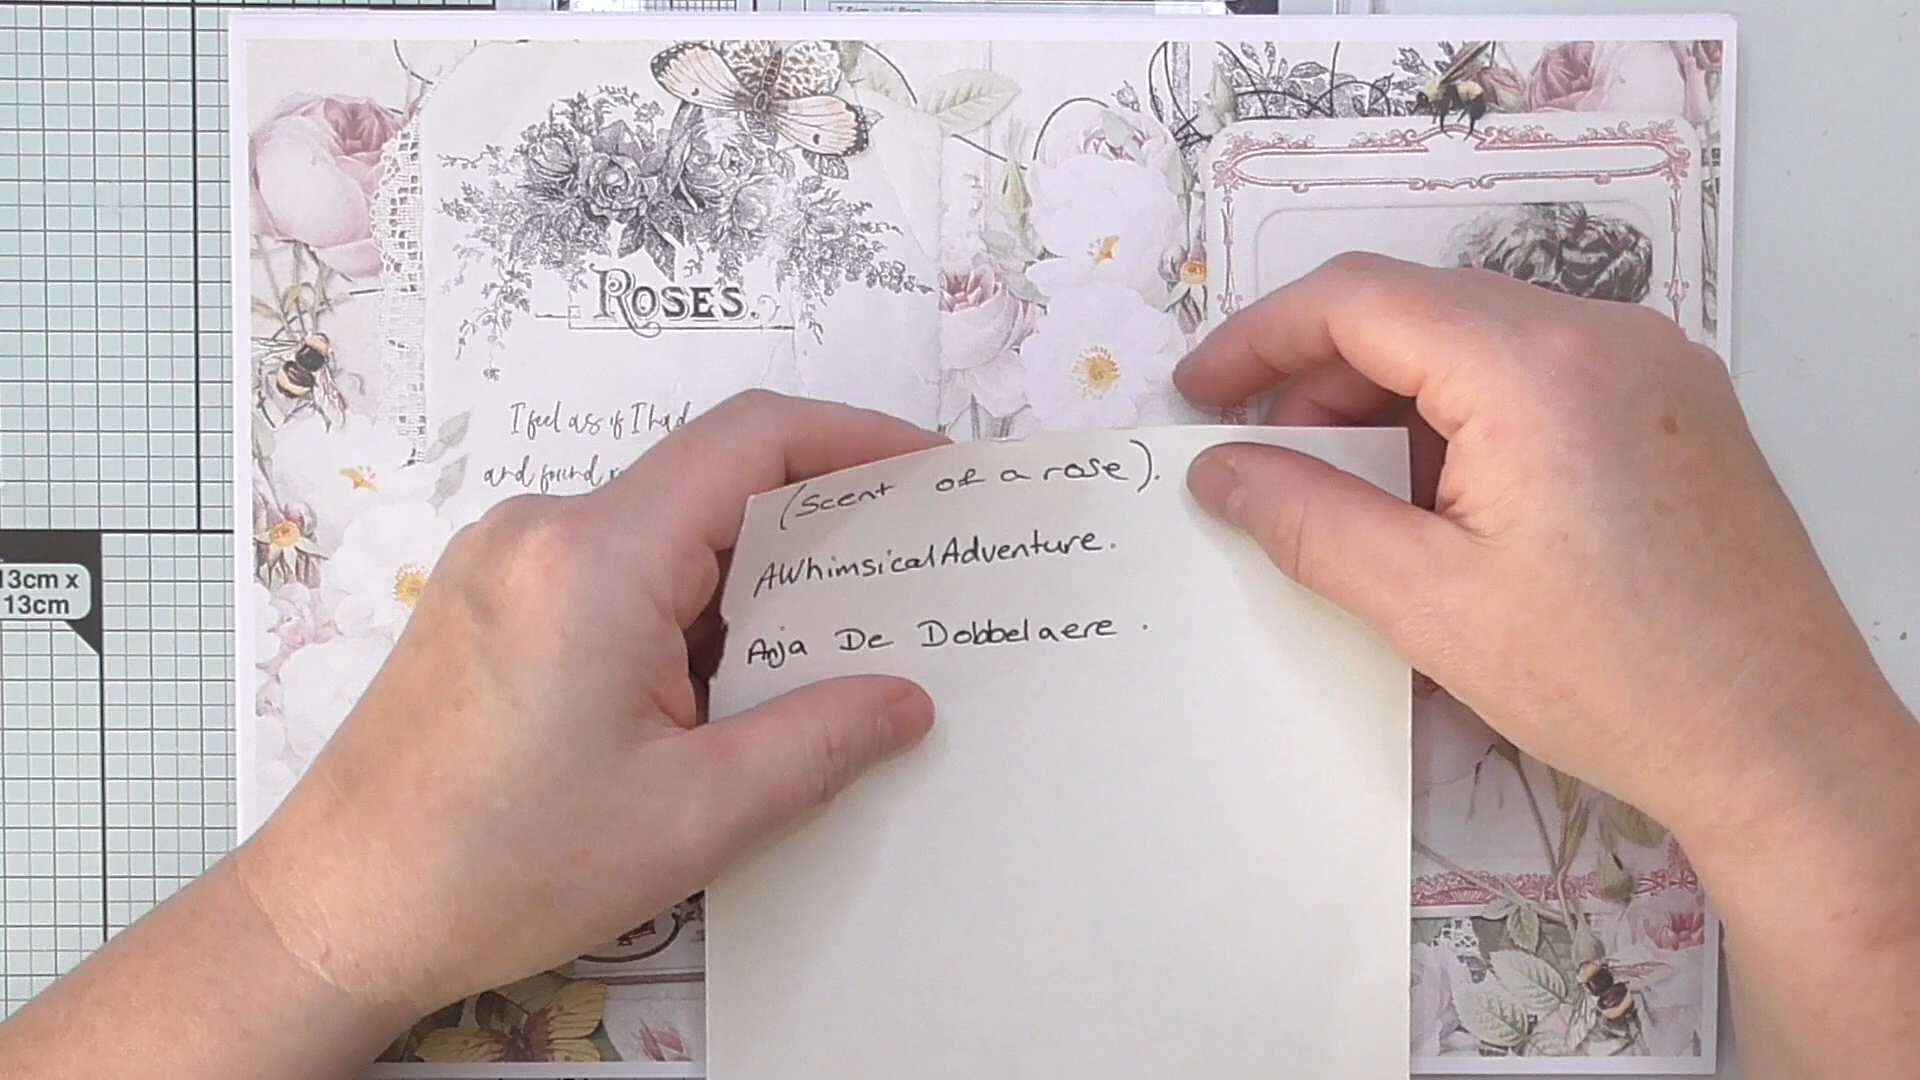 ROSES.
I feel as if I had
and found
(Scent of a rose).
AWhimsicalAdventure.
Anja De Dobbelaere.
13cm x
13cm